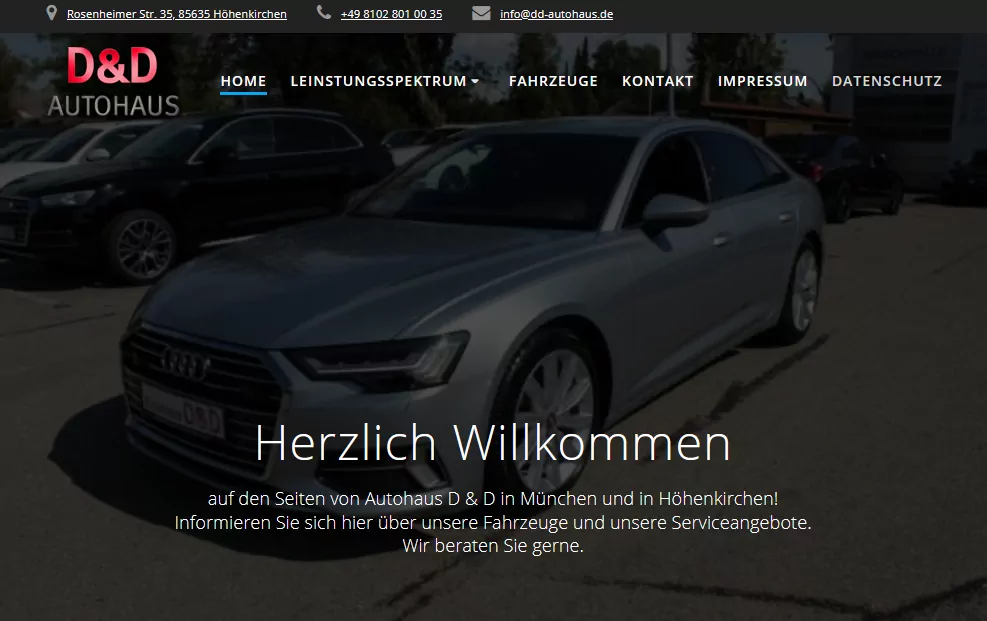 Rosenheimer Str. 35, 85635 Höhenkirchen
+49 8102 801 00 35
info@dd-autohaus.de
D&D
AUTOHAUS
HOME
LEINSTUNGSSPEKTRUM
FAHRZEUGE
KONTAKT
IMPRESSUM
DATENSCHUTZ
D&D
Herzlich Willkommen
auf den Seiten von Autohaus D & D in München und in Höhenkirchen!
Informieren Sie sich hier über unsere Fahrzeuge und unsere Serviceangebote.
Wir beraten Sie gerne.